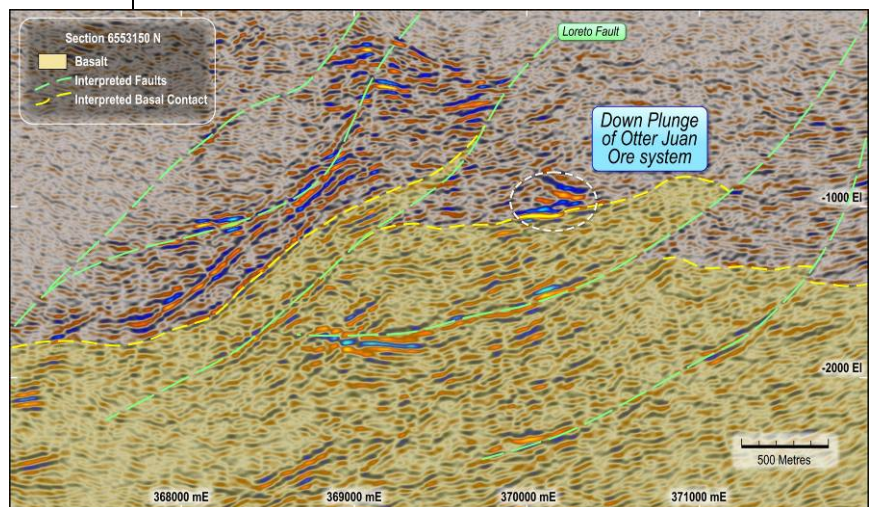 Section 6553150 N
Basalt
Interpreted Faults
Interpreted Basal Contact
Loreto Fault
Down Plunge
of Otter Juan
Ore system
-1000 El
-2000 El
500 Metres
368000 mE
369000 mE
370000 mE
371000 mE